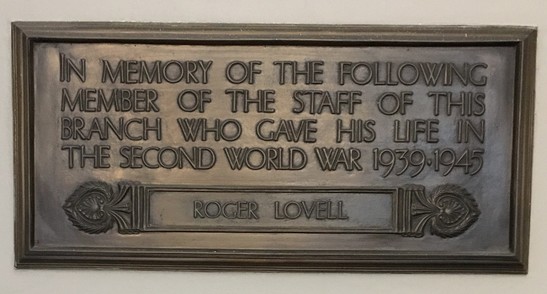 IN MEMORY OF THE FOLLOWING
MEMBER OF THE STAFF OF THIS
BRANCH WHO GAVE HIS LIFE IN
THE SECOND WORLD WAR 1939·1945
ROGER LOVELL